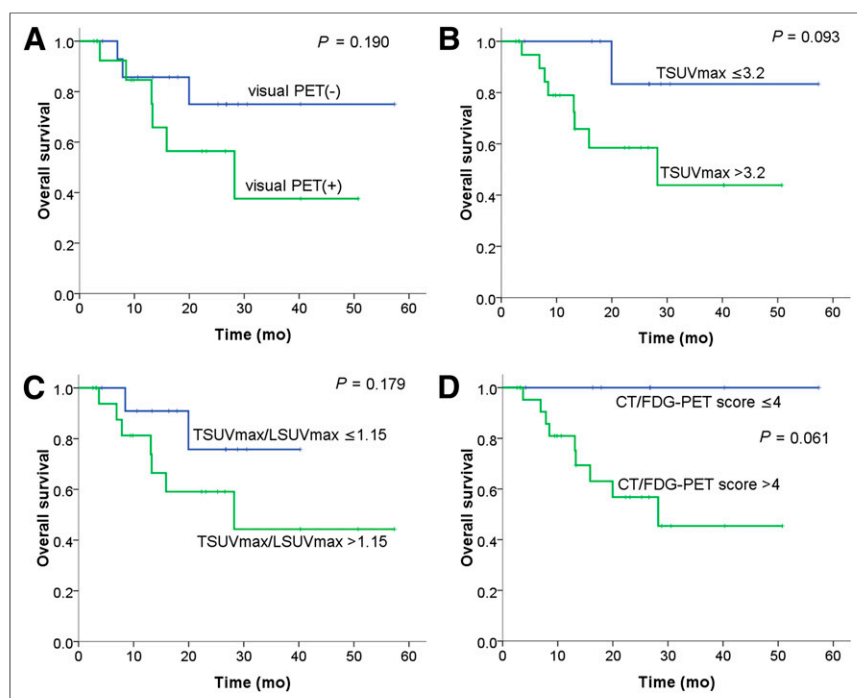 A
P = 0.190
1.0
0.8
0.6
0.4
0.2
0.0
Overall survival
visual PET(-)
visual PET(+)
0 10 20 30 40 50 60
Time (mo)
B
P = 0.093
1.0
0.8
0.6
0.4
0.2
0.0
Overall survival
TSUVmax ≤3.2
TSUVmax >3.2
0 10 20 30 40 50 60
Time (mo)
C
P = 0.179
1.0
0.8
0.6
0.4
0.2
0.0
Overall survival
TSUVmax/LSUVmax ≤1.15
TSUVmax/LSUVmax >1.15
0 10 20 30 40 50 60
Time (mo)
D
1.0
0.8
0.6
0.4
0.2
0.0
Overall survival
CT/FDG-PET score ≤4
P = 0.061
CT/FDG-PET score >4
0 10 20 30 40 50 60
Time (mo)